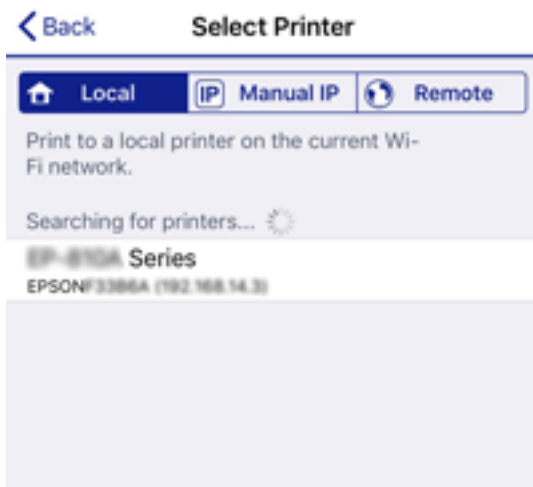 Back
Select Printer
Local
IP Manual IP
Remote
Print to a local printer on the current Wi-
Fi network.
Searching for printers...
Series
EPSON